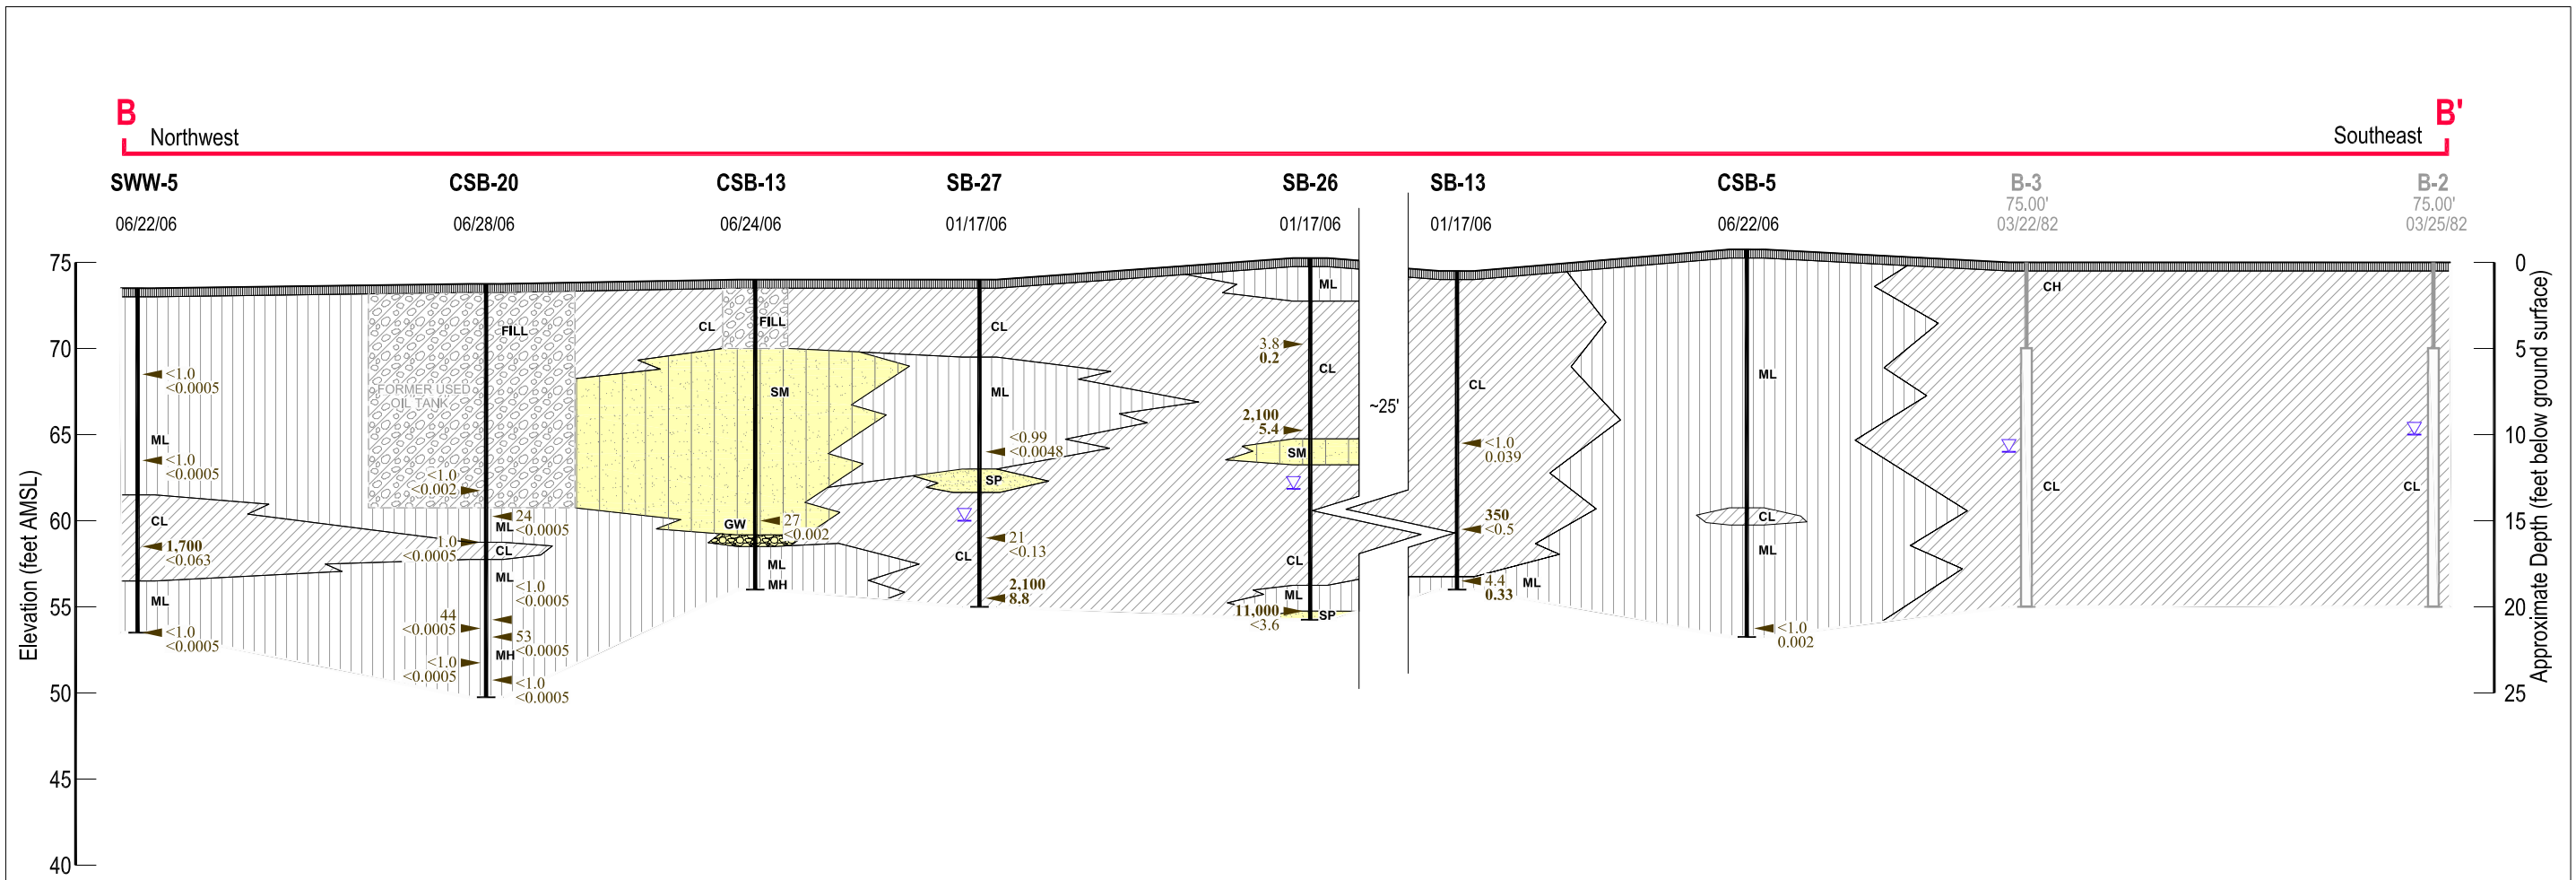 B
B'
Northwest
Southeast
SWW-5
CSB-20
CSB-13
SB-27
SB-26
SB-13
CSB-5
B-3
B-2
75.00'
75.00'
06/22/06
06/28/06
06/24/06
01/17/06
01/17/06
01/17/06
06/22/06
03/22/82
03/25/82
Elevation (feet AMSL)
75
70
65
60
55
50
45
40
Approximate Depth (feet below ground surface)
0
5
10
15
20
25
<1.0
<0.0005
ML
<1.0
<0.0005
CL
1,700
<0.063
ML
<1.0
<0.0005
FILL
FORMER USED
OIL TANK
<1.0
<0.002
24
<0.0005
ML
1.0
<0.0005
CL
ML
<1.0
<0.0005
44
<0.0005
53
<0.0005
MH
<1.0
<0.0005
<1.0
<0.0005
CL
FILL
SM
GW
27
<0.002
ML
MH
CL
ML
<0.99
<0.0048
SP
21
<0.13
CL
2,100
8.8
ML
3.8
0.2
CL
2,100
5.4
SM
CL
ML
11,000
<3.6
SP
~25'
CL
<1.0
0.039
350
<0.5
4.4
0.33
ML
ML
CL
ML
<1.0
0.002
CH
CL
CL